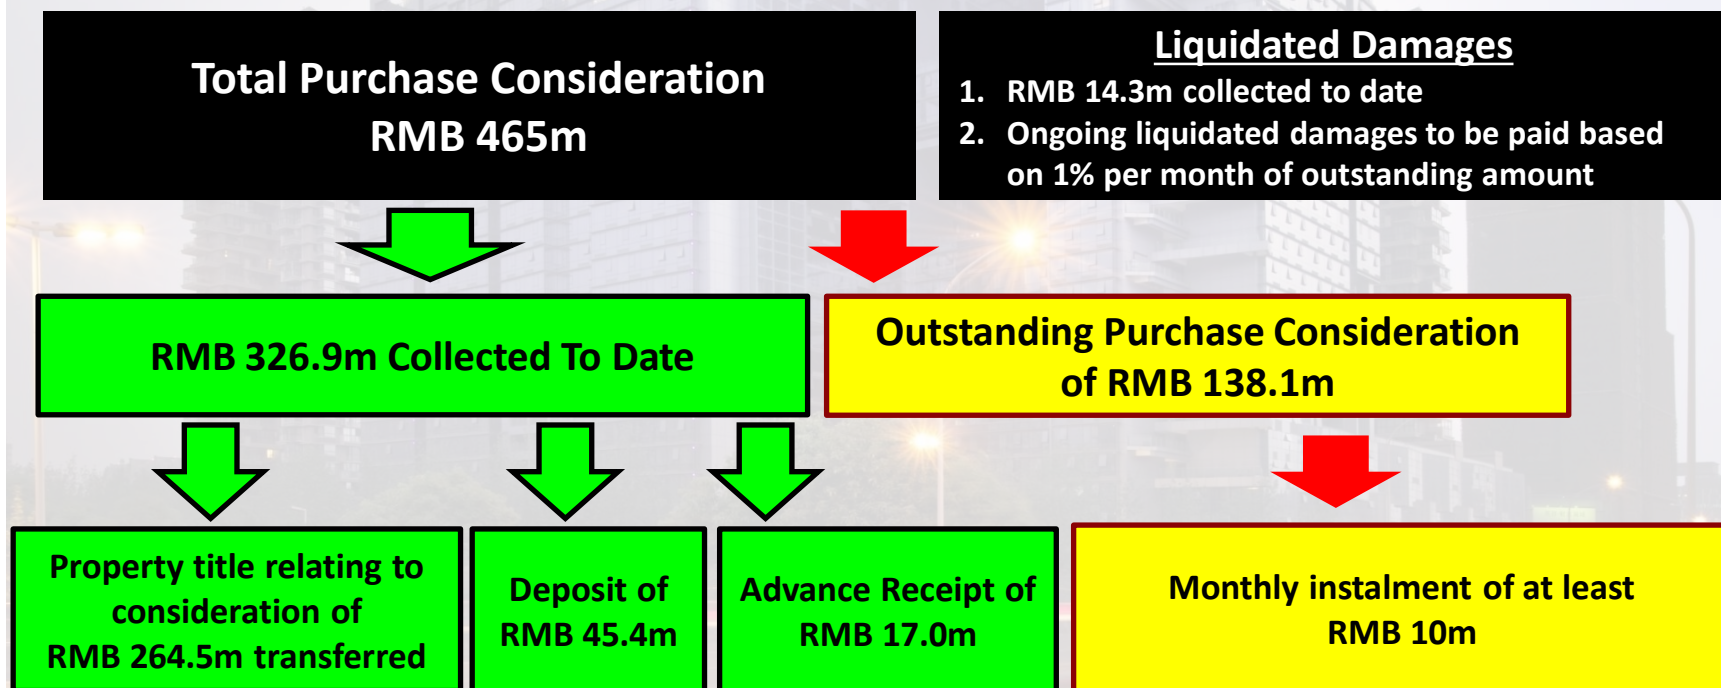 Total Purchase Consideration
RMB 465m
Liquidated Damages
1. RMB 14.3m collected to date
2. Ongoing liquidated damages to be paid based
on 1% per month of outstanding amount
RMB 326.9m Collected To Date
Outstanding Purchase Consideration
of RMB 138.1m
Property title relating to
consideration of
RMB 264.5m transferred
Deposit of
RMB 45.4m
Advance Receipt of
RMB 17.0m
Monthly instalment of at least
RMB 10m